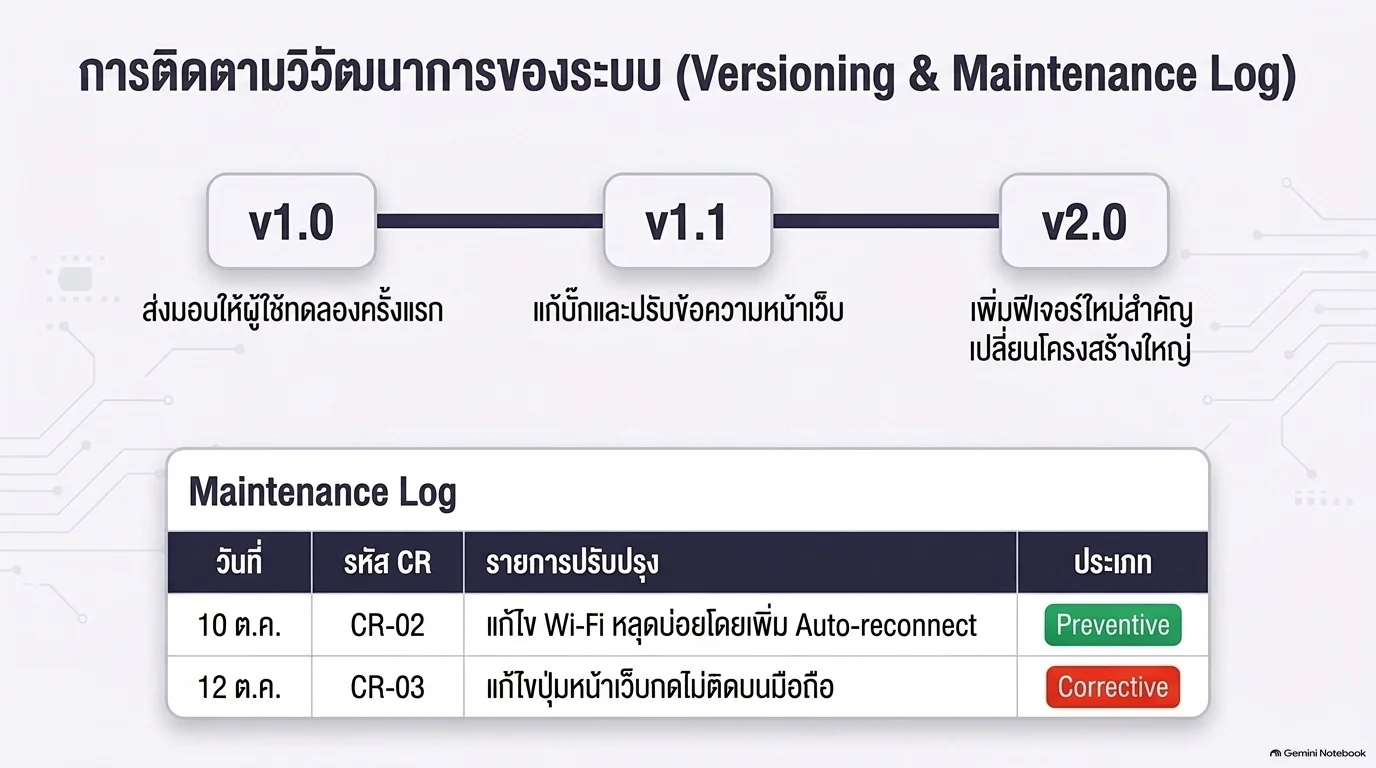 การติดตามวิวัฒนาการของระบบ (Versioning & Maintenance Log)
v1.0
v1.1
v2.0
ส่งมอบให้ผู้ใช้ทดลองครั้งแรก
แก้บั๊กและปรับข้อความหน้าเว็บ
เพิ่มฟีเจอร์ใหม่สำคัญ
เปลี่ยนโครงสร้างใหญ่
Maintenance Log
วันที่ รหัส CR รายการปรับปรุง ประเภท
10 ต.ค. CR-02 แก้ไข Wi-Fi หลุดบ่อยโดยเพิ่ม Auto-reconnect Preventive
12 ต.ค. CR-03 แก้ไขปุ่มหน้าเว็บกดไม่ติดบนมือถือ Corrective
Gemini Notebook